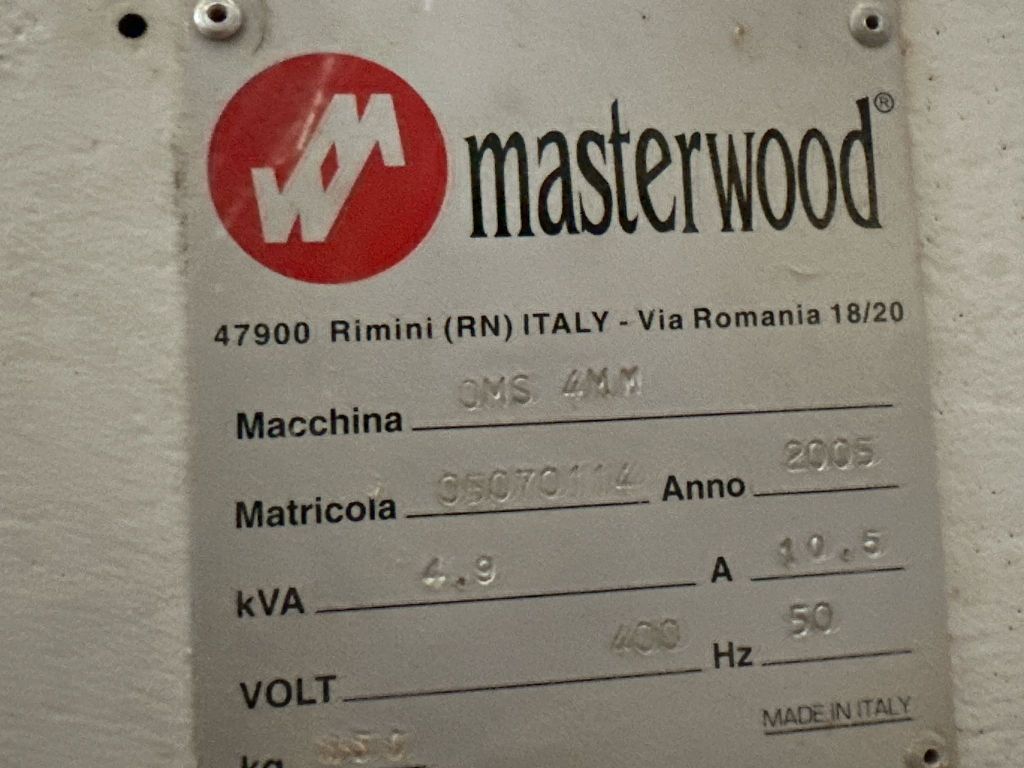 masterwood®
47900 Rimini (RN) ITALY - Via Romania 18/20
Macchina OMS 4MM
Matricola 05070114 Anno 2005
kVA 4.9 A 10.5
VOLT 400 Hz 50
MADE IN ITALY
kg